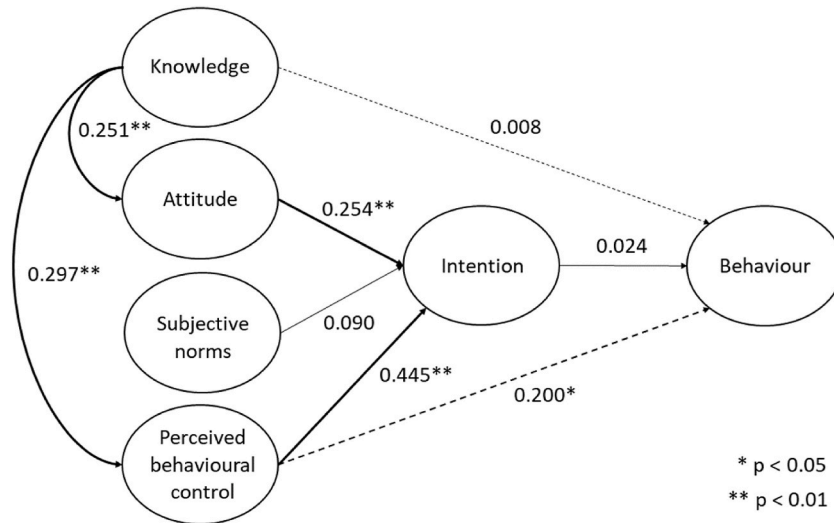 Knowledge
0.008
0.251**
Attitude
0.254**
0.297**
Intention
0.024
Behaviour
Subjective
norms
0.090
0.445**
0.200*
Perceived
behavioural
control
* p < 0.05
** p < 0.01